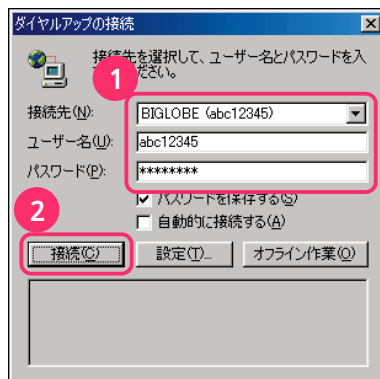 ダイヤルアップの接続
接続先を選択して、ユーザー名とパスワードを入
ださい。
1
接続先(N):
BIGLOBE (abc12345)
ユーザー名(U):
abc12345
パスワード(P):
********
パスワードを保存する(S)
2
自動的に接続する(A)
接続(C)
設定(T)...
オフライン作業(O)